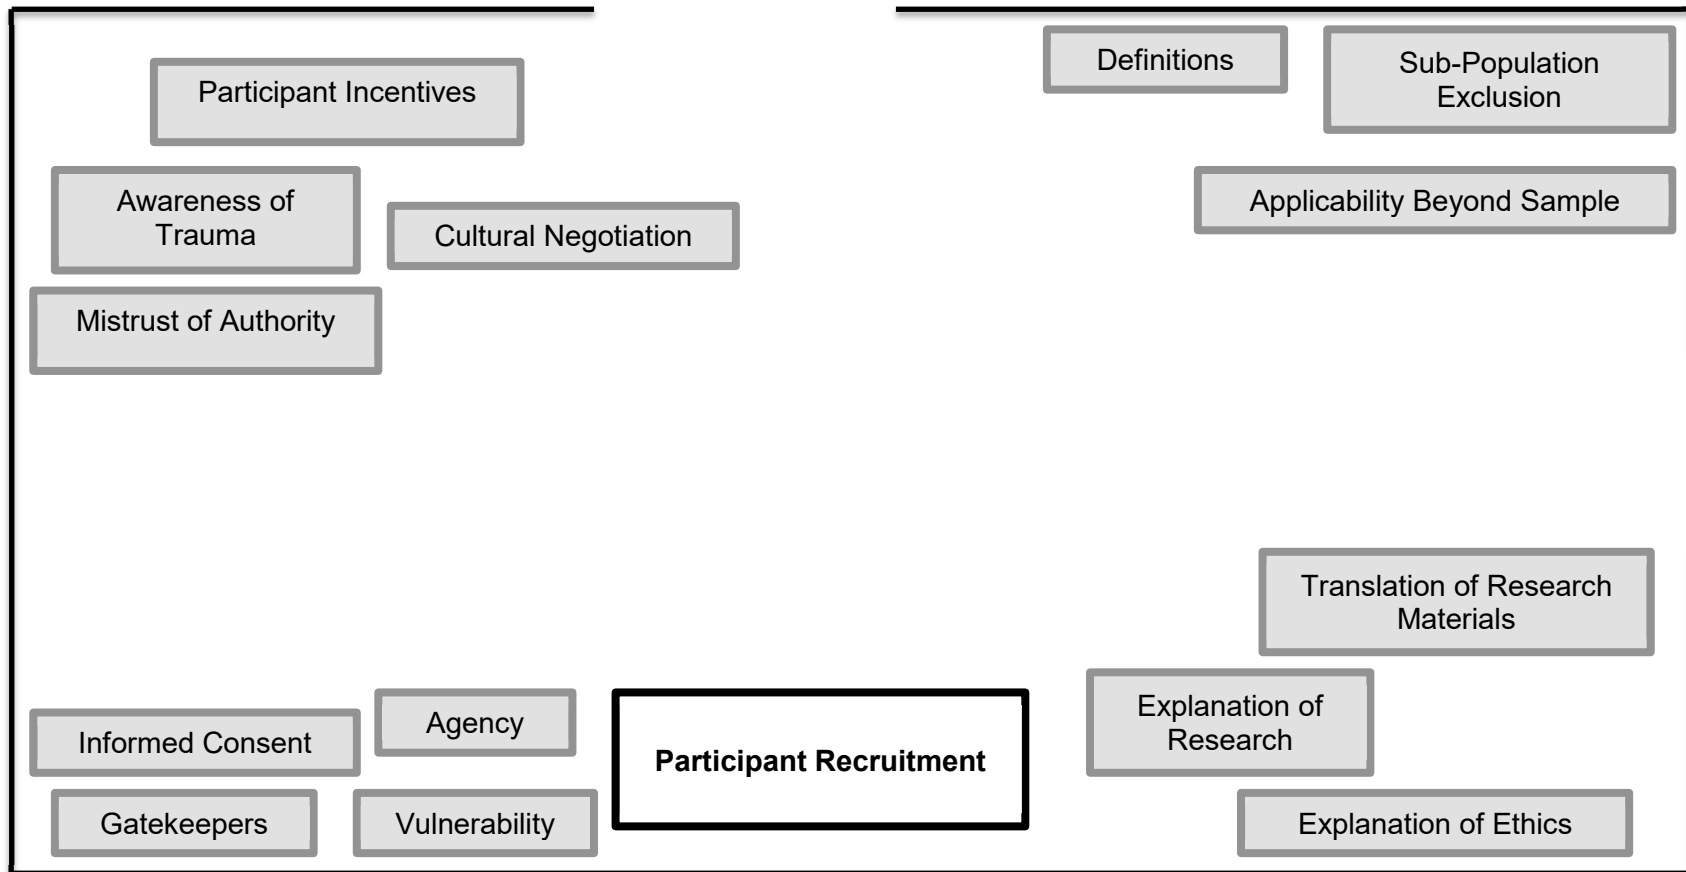 Definitions
Sub-Population
Exclusion
Participant Incentives
Awareness of
Trauma
Applicability Beyond Sample
Cultural Negotiation
Mistrust of Authority
Translation of Research
Materials
Explanation of
Research
Agency
Informed Consent
Participant Recruitment
Gatekeepers
Vulnerability
Explanation of Ethics